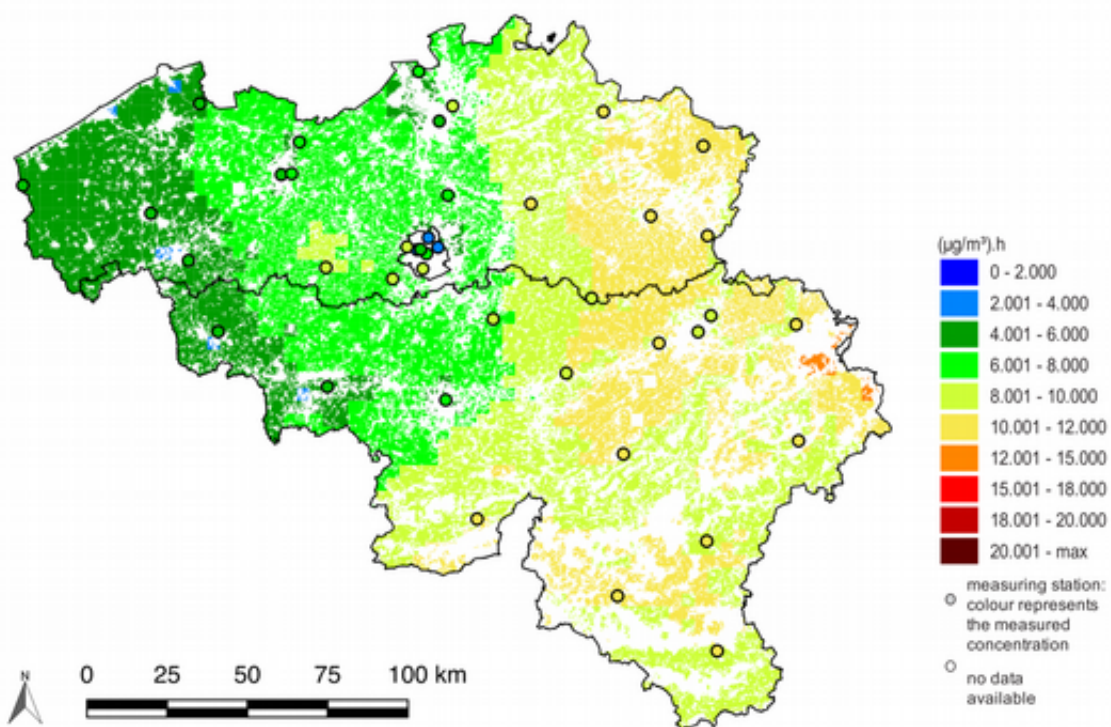 (µg/m³).h
0 - 2.000
2.001 - 4.000
4.001 - 6.000
6.001 - 8.000
8.001 - 10.000
10.001 - 12.000
12.001 - 15.000
15.001 - 18.000
18.001 - 20.000
20.001 - max
measuring station:
colour represents
the measured
concentration
no data
available
N
0 25 50 75 100 km